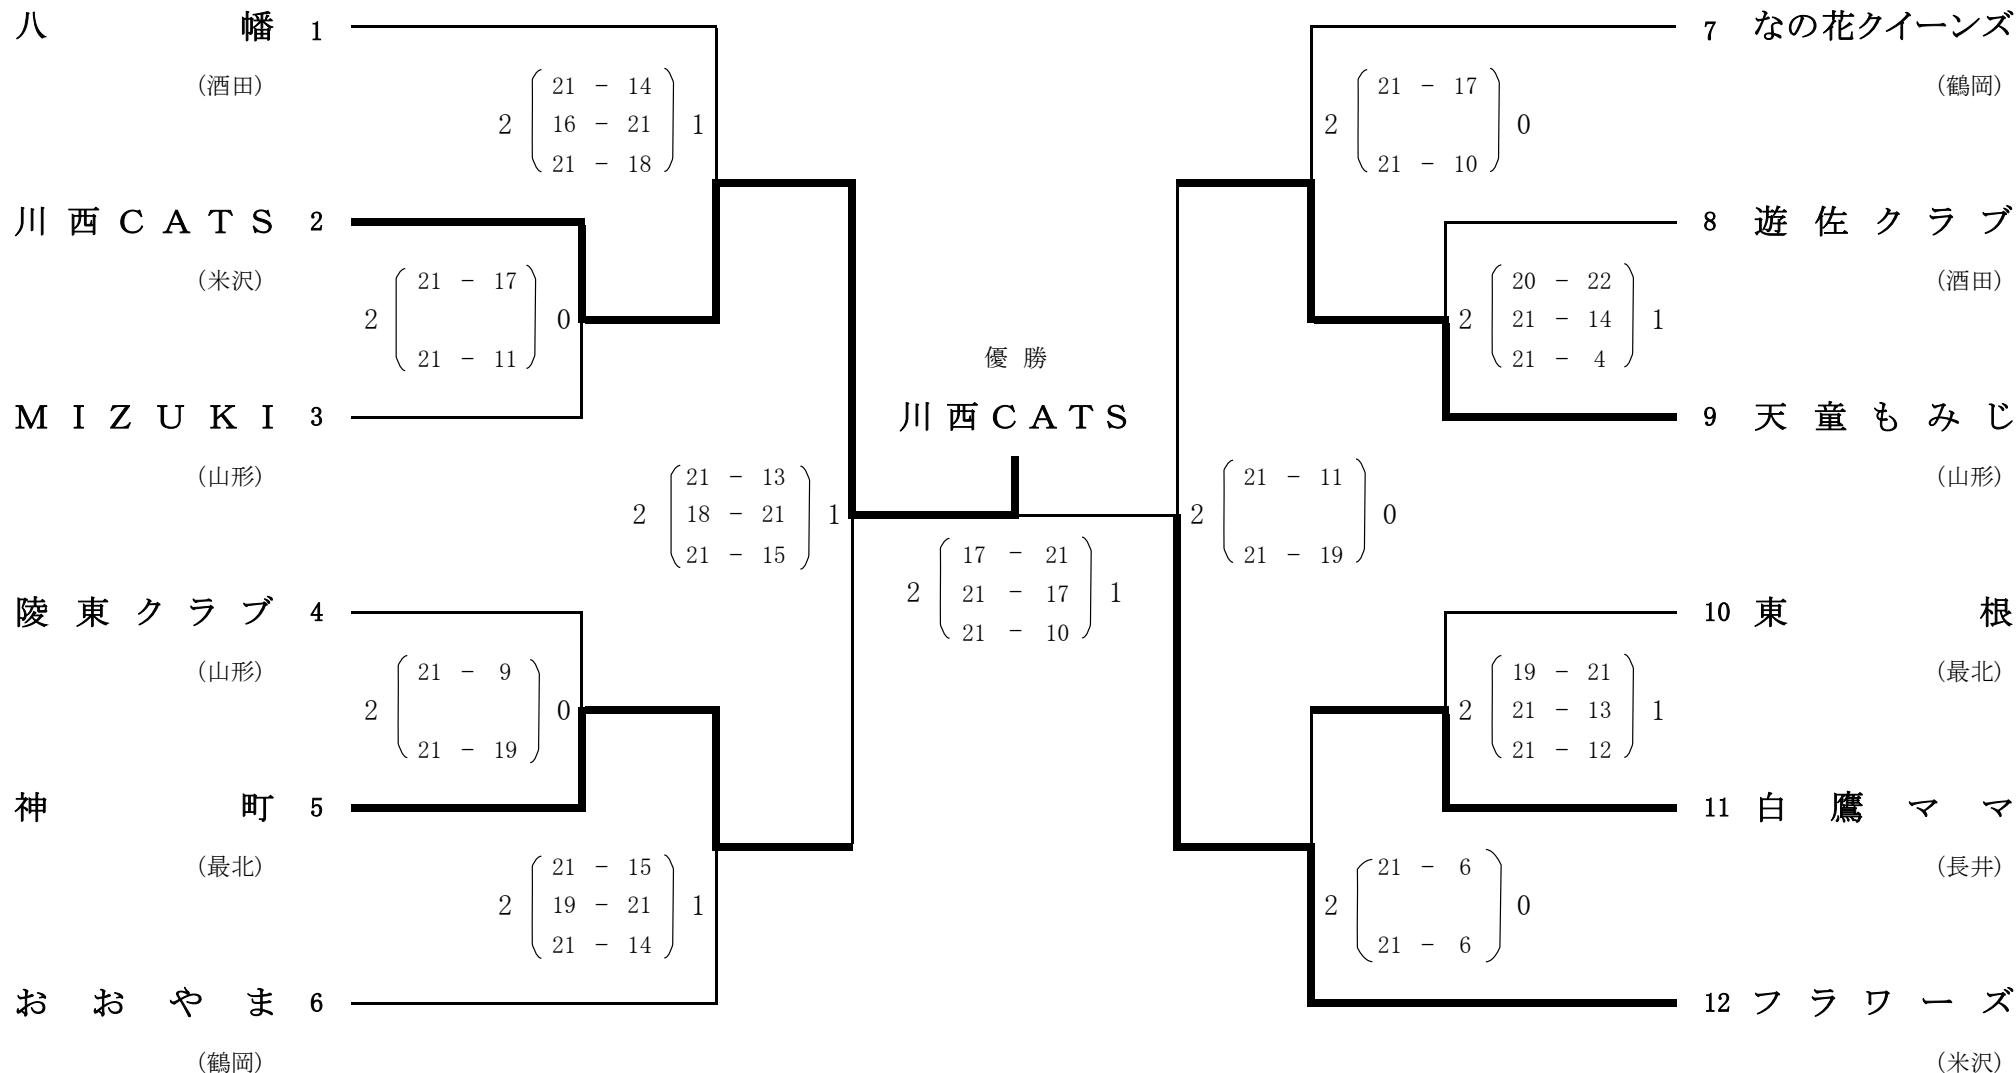 八幡 1
(酒田)
2 21 － 14 1
16 － 21
21 － 18
川西CATS 2
(米沢)
2 21 － 17 0
21 － 11
MIZUKI 3
(山形)
2 21 － 13 1
18 － 21
21 － 15
陵東クラブ 4
(山形)
2 21 － 9 0
21 － 19
神町 5
(最北)
2 21 － 15 1
19 － 21
21 － 14
おおやま 6
(鶴岡)
優勝
川西CATS
2 17 － 21 1
21 － 17
21 － 10
7 なの花クイーンズ
(鶴岡)
2 21 － 17 0
21 － 10
8 遊佐クラブ
(酒田)
2 20 － 22 1
21 － 14
21 － 4
9 天童もみじ
(山形)
2 21 － 11 0
21 － 19
10 東根
(最北)
2 19 － 21 1
21 － 13
21 － 12
11 白鷹ママ
(長井)
2 21 － 6 0
21 － 6
12 フラワーズ
(米沢)